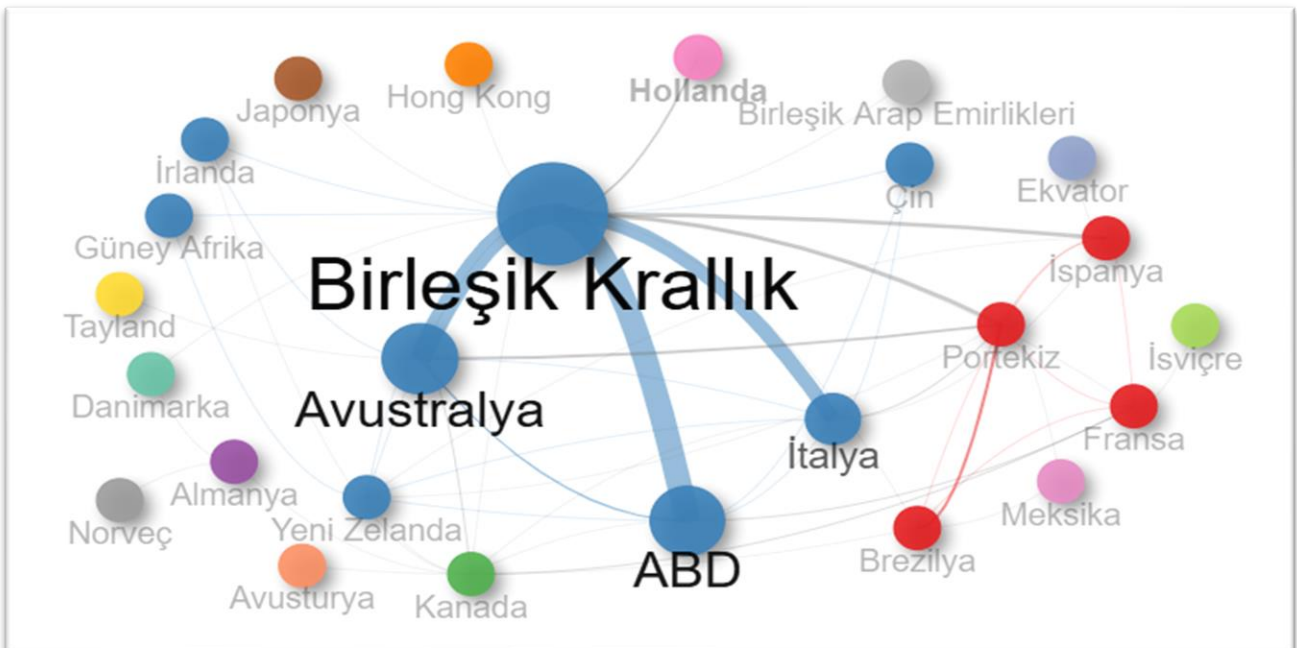 Hollanda
Hong Kong
Japonya
Birleşik Arap Emirlikleri
İrlanda
Çin
Ekvator
Güney Afrika
İspanya
Birleşik Krallık
Tayland
Portekiz
İsviçre
Danimarka
Avustralya
Fransa
İtalya
Almanya
Meksika
Norveç
Yeni Zelanda
Brezilya
ABD
Avusturya
Kanada